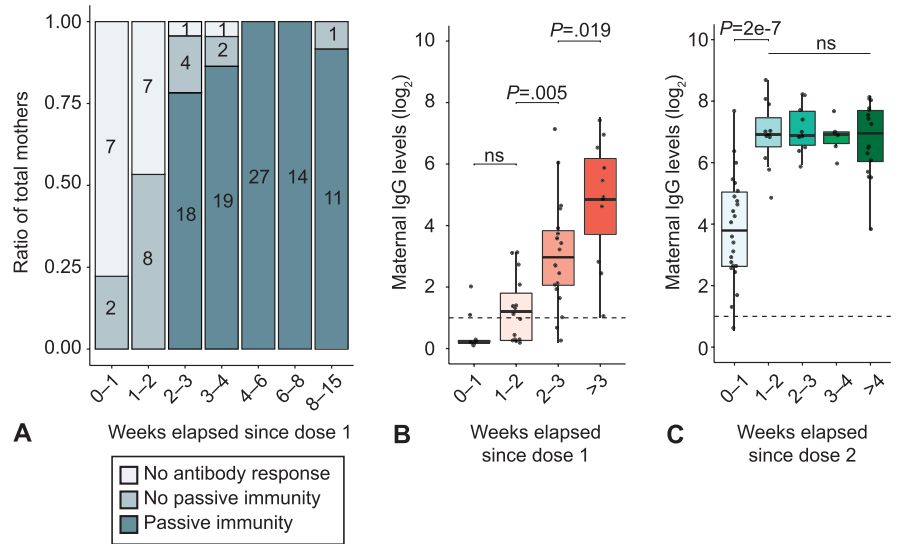 1.00
0.75
0.50
0.25
0.00
Ratio of total mothers
7
2
7
8
1
4
18
1
2
19
27
14
1
11
0–1
1–2
2–3
3–4
4–6
6–8
8–15
A
Weeks elapsed since dose 1
No antibody response
No passive immunity
Passive immunity
10
8
6
4
2
0
Maternal IgG levels (log2)
ns
P=.005
P=.019
0–1
1–2
2–3
>3
B
Weeks elapsed
since dose 1
10
8
6
4
2
0
Maternal IgG levels (log2)
P=2e-7
ns
0–1
1–2
2–3
3–4
>4
C
Weeks elapsed
since dose 2